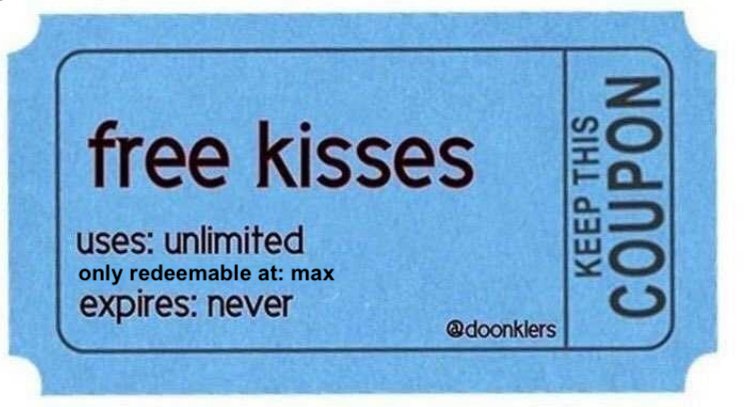 free kisses
uses: unlimited
only redeemable at: max
expires: never
@doonklers
KEEP THIS
COUPON